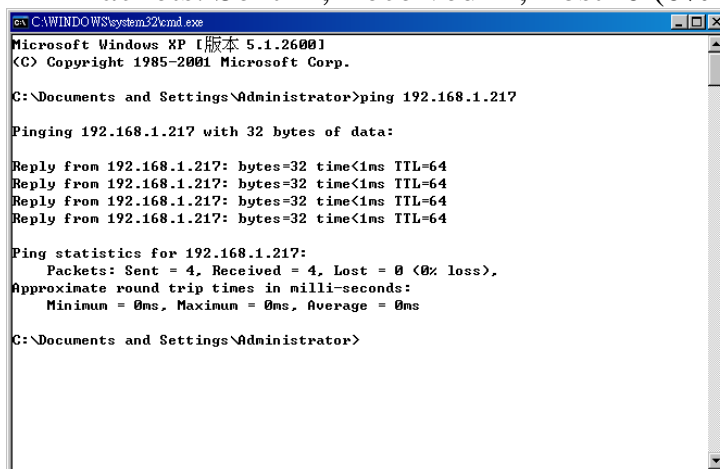 C:\WINDOWS\system32\cmd.exe
Microsoft Windows XP [版本 5.1.2600]
(C) Copyright 1985-2001 Microsoft Corp.
C:\Documents and Settings\Administrator>ping 192.168.1.217
Pinging 192.168.1.217 with 32 bytes of data:
Reply from 192.168.1.217: bytes=32 time<1ms TTL=64
Reply from 192.168.1.217: bytes=32 time<1ms TTL=64
Reply from 192.168.1.217: bytes=32 time<1ms TTL=64
Reply from 192.168.1.217: bytes=32 time<1ms TTL=64
Ping statistics for 192.168.1.217:
Packets: Sent = 4, Received = 4, Lost = 0 (0% loss),
Approximate round trip times in milli-seconds:
Minimum = 0ms, Maximum = 0ms, Average = 0ms
C:\Documents and Settings\Administrator>